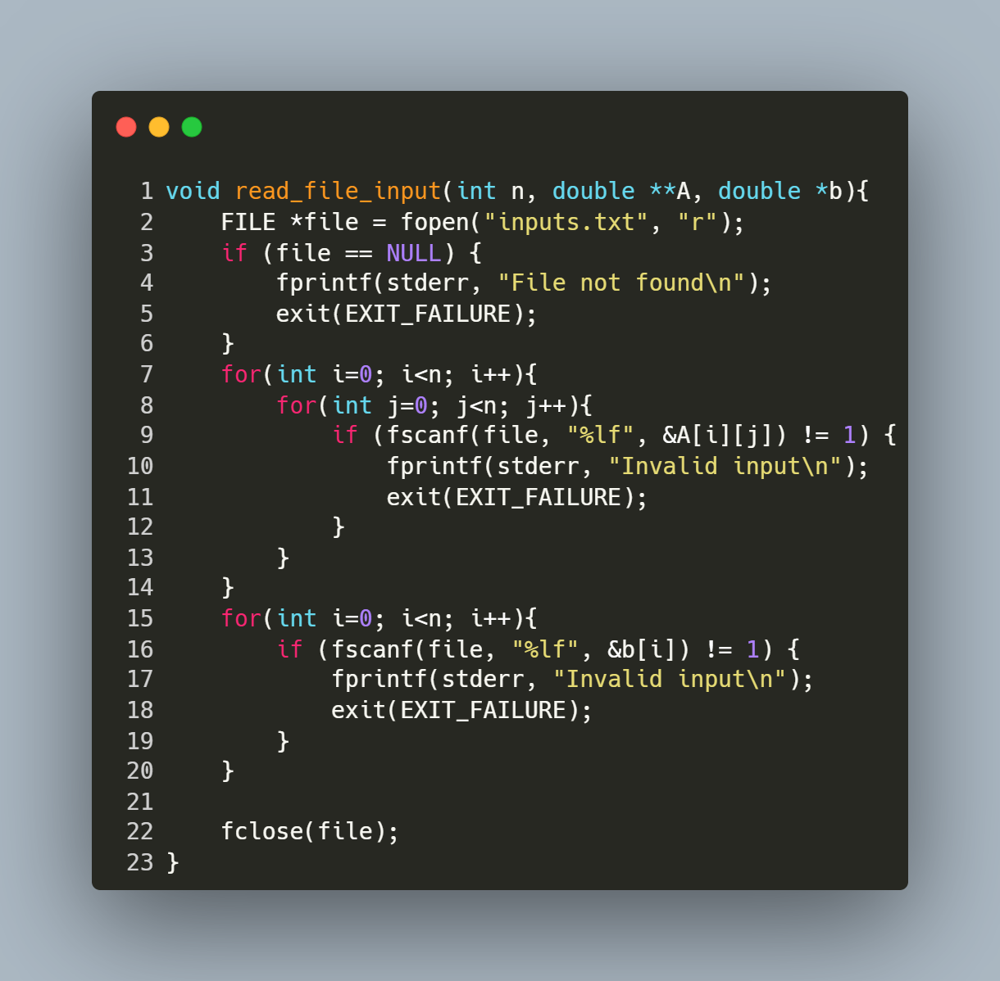 1 void read_file_input(int n, double **A, double *b){
2     FILE *file = fopen("inputs.txt", "r");
3     if (file == NULL) {
4         fprintf(stderr, "File not found\n");
5         exit(EXIT_FAILURE);
6     }
7     for(int i=0; i<n; i++){
8         for(int j=0; j<n; j++){
9             if (fscanf(file, "%lf", &A[i][j]) != 1) {
10                 fprintf(stderr, "Invalid input\n");
11                 exit(EXIT_FAILURE);
12             }
13         }
14     }
15     for(int i=0; i<n; i++){
16         if (fscanf(file, "%lf", &b[i]) != 1) {
17             fprintf(stderr, "Invalid input\n");
18             exit(EXIT_FAILURE);
19         }
20     }
21
22     fclose(file);
23 }